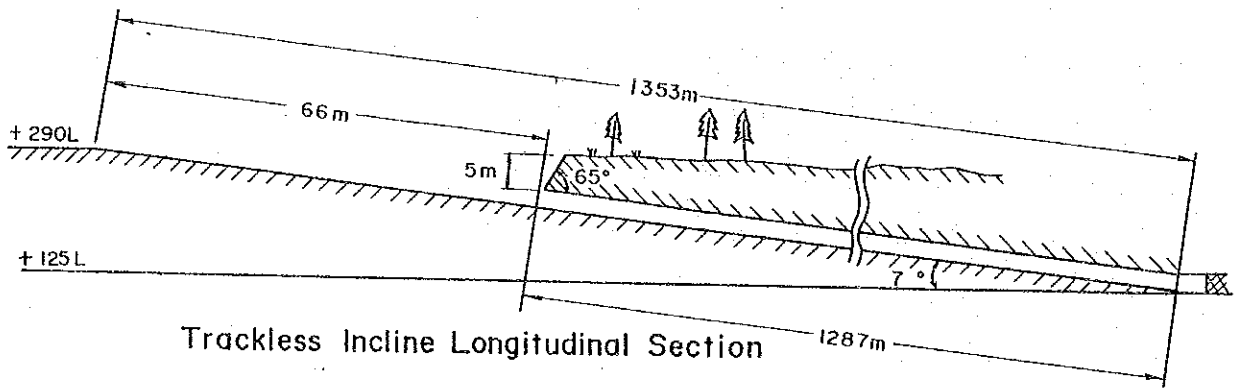 1353m
66m
+290L
5m
65°
+125L
7°
1287m
Trackless Incline Longitudinal Section